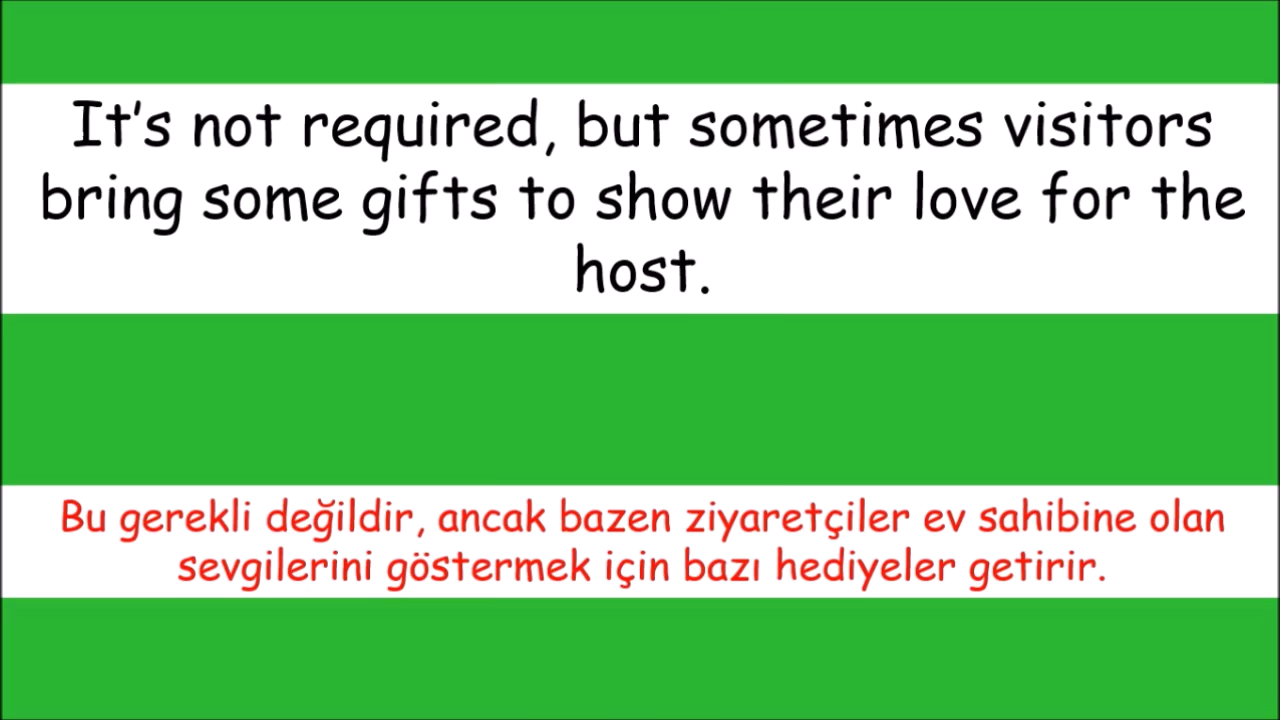 It's not required, but sometimes visitors
bring some gifts to show their love for the
host.
Bu gerekli değildir, ancak bazen ziyaretçiler ev sahibine olan
sevgilerini göstermek için bazı hediyeler getirir.